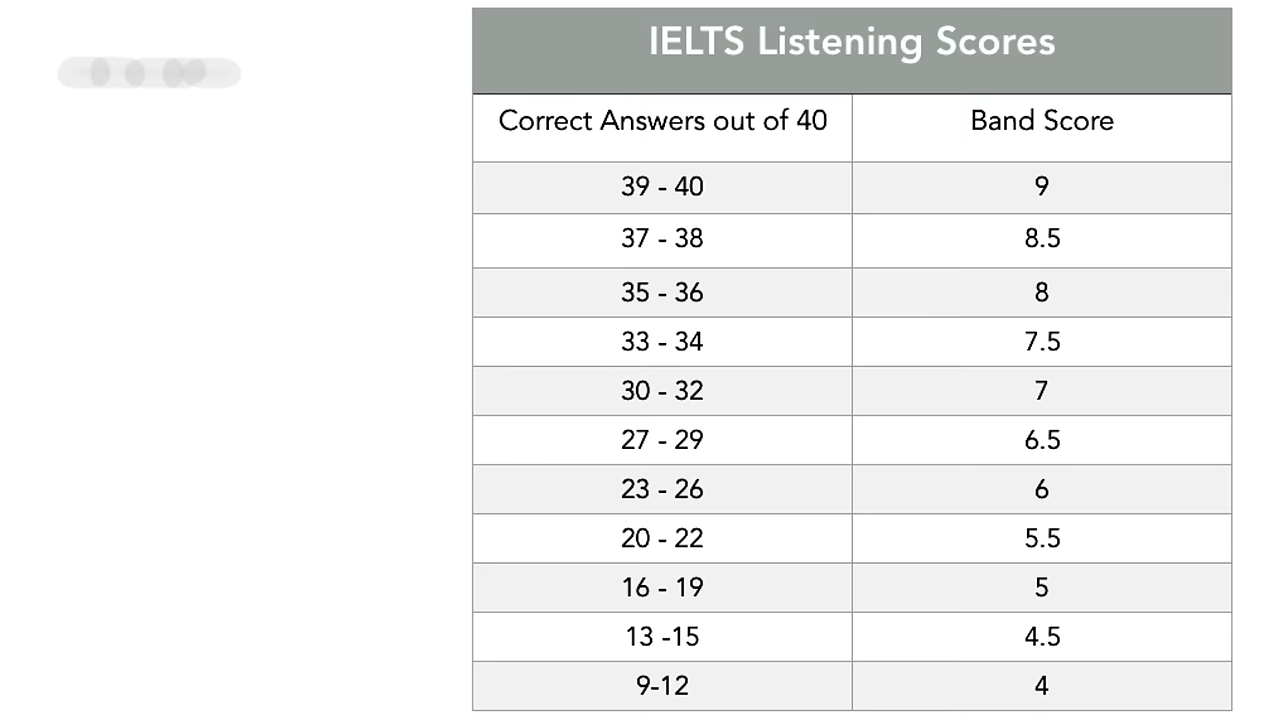 IELTS Listening Scores
Correct Answers out of 40 Band Score
39 - 40 9
37 - 38 8.5
35 - 36 8
33 - 34 7.5
30 - 32 7
27 - 29 6.5
23 - 26 6
20 - 22 5.5
16 - 19 5
13 -15 4.5
9-12 4